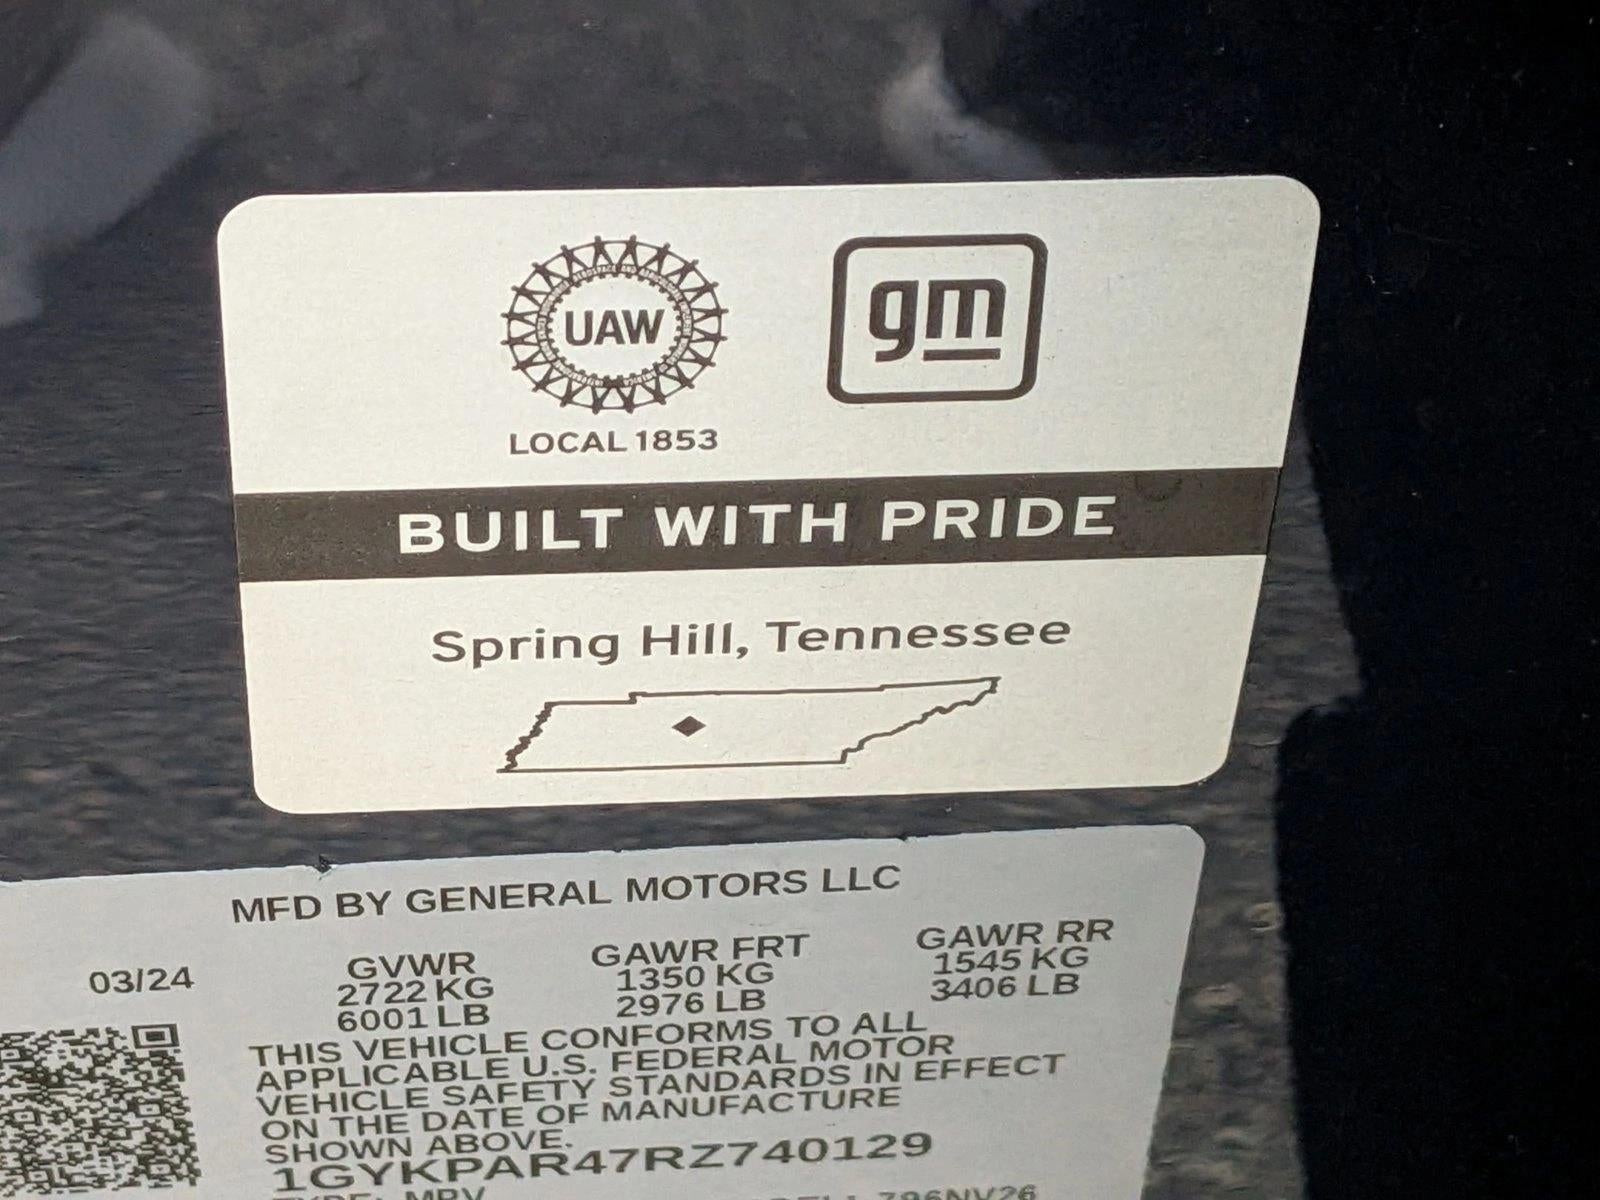 UAW
gm
LOCAL 1853
BUILT WITH PRIDE
Spring Hill, Tennessee
MFD BY GENERAL MOTORS LLC
03/24
GVWR
2722 KG
6001 LB
GAWR FRT
1350 KG
2976 LB
GAWR RR
1545 KG
3406 LB
THIS VEHICLE CONFORMS TO ALL
APPLICABLE U.S. FEDERAL MOTOR
VEHICLE SAFETY STANDARDS IN EFFECT
ON THE DATE OF MANUFACTURE
SHOWN ABOVE.
1GYKPAR47RZ740129
TYPE: MPV